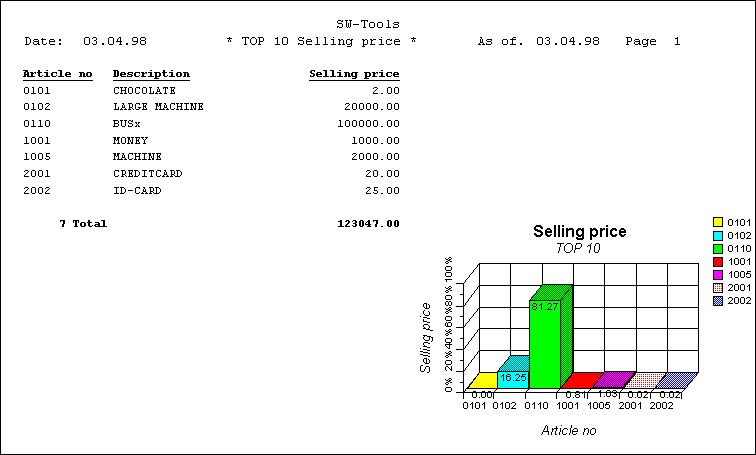 SW-Tools
Date: 03.04.98 * TOP 10 Selling price * As of. 03.04.98 Page 1
Article no Description Selling price
0101 CHOCOLATE 2.00
0102 LARGE MACHINE 20000.00
0110 BUSx 100000.00
1001 MONEY 1000.00
1005 MACHINE 2000.00
2001 CREDITCARD 20.00
2002 ID-CARD 25.00
7 Total 123047.00
Selling price
TOP 10
0101
0102
0110
1001
1005
2001
2002
Selling price
100%
80%
60%
40%
20%
0%
0.00 16.25 81.27 0.81 1.03 0.02 0.02
0101 0102 0110 1001 1005 2001 2002
Article no